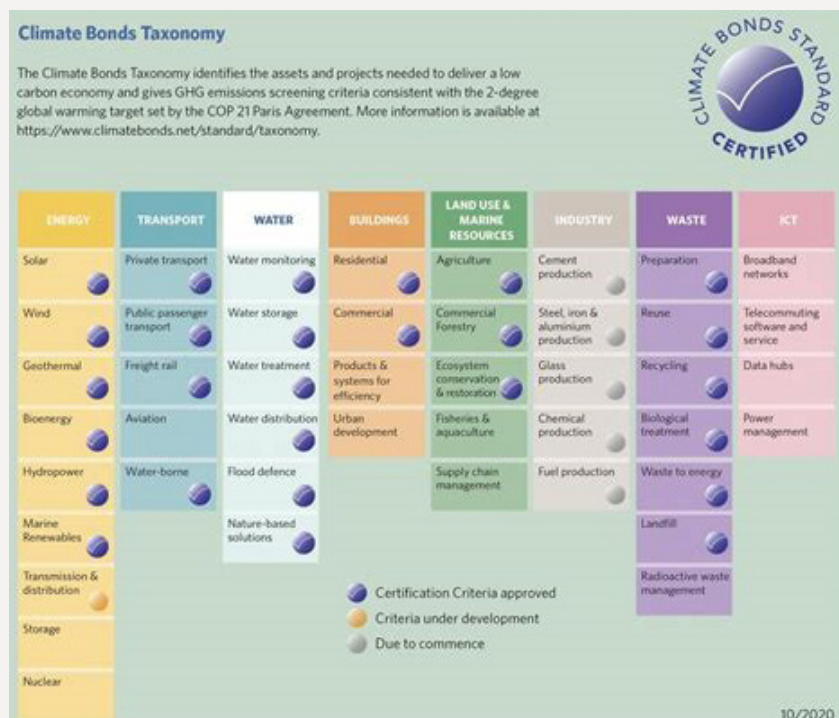 Climate Bonds Taxonomy
The Climate Bonds Taxonomy identifies the assets and projects needed to deliver a low
carbon economy and gives GHG emissions screening criteria consistent with the 2-degree
global warming target set by the COP 21 Paris Agreement. More information is available at
https://www.climatebonds.net/standard/taxonomy.
CLIMATE BONDS STANDARD
CERTIFIED
ENERGY
Solar
Wind
Geothermal
Bioenergy
Hydropower
Marine
Renewables
Transmission &
distribution
Storage
Nuclear
TRANSPORT
Private transport
Public passenger
transport
Freight rail
Aviation
Water-borne
WATER
Water monitoring
Water storage
Water treatment
Water distribution
Flood defence
Nature-based
solutions
BUILDINGS
Residential
Commercial
Products &
systems for
efficiency
Urban
development
LAND USE &
MARINE
RESOURCES
Agriculture
Commercial
Forestry
Ecosystem
conservation
& restoration
Fisheries &
aquaculture
Supply chain
management
INDUSTRY
Cement
production
Steel, iron &
aluminium
production
Glass
production
Chemical
production
Fuel production
WASTE
Preparation
Reuse
Recycling
Biological
treatment
Waste to energy
Landfill
Radioactive waste
management
ICT
Broadband
networks
Telecommuting
software and
service
Data hubs
Power
management
Certification Criteria approved
Criteria under development
Due to commence
10/2020